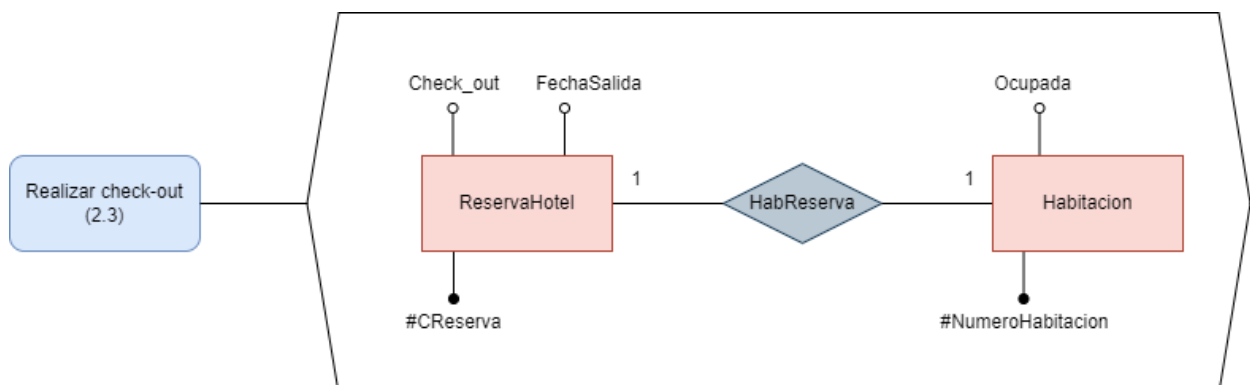 Check_out
FechaSalida
Ocupada
Realizar check-out
(2.3)
ReservaHotel
1
HabReserva
1
Habitacion
#CReserva
#NumeroHabitacion